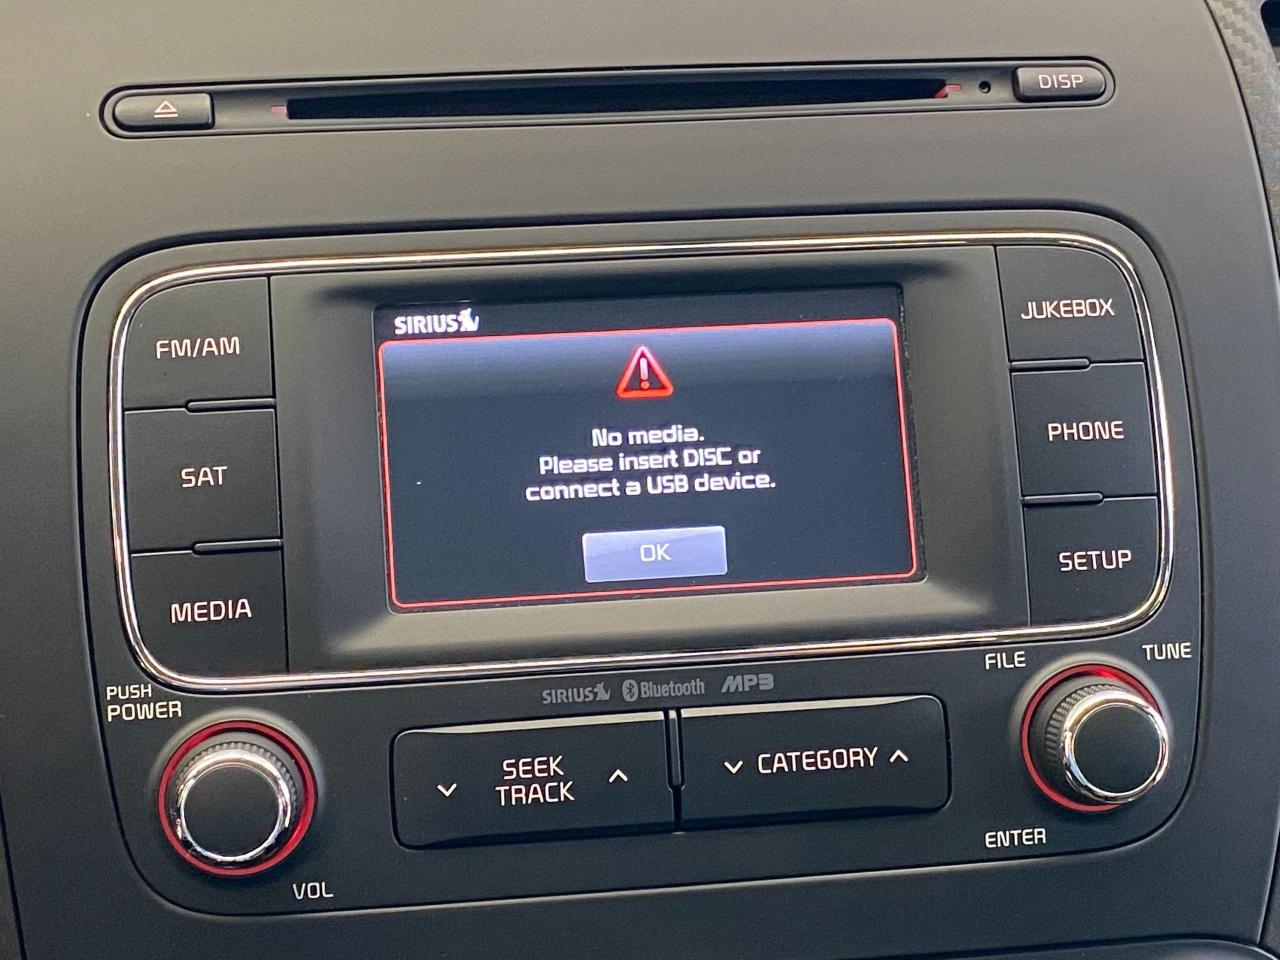 DISP
SIRIUS
No media.
Please insert DISC or
connect a USB device.
OK
FM/AM
SAT
MEDIA
JUKEBOX
PHONE
SETUP
PUSH
POWER
VOL
SIRIUS Bluetooth MP3
SEEK
TRACK
CATEGORY
FILE
TUNE
ENTER